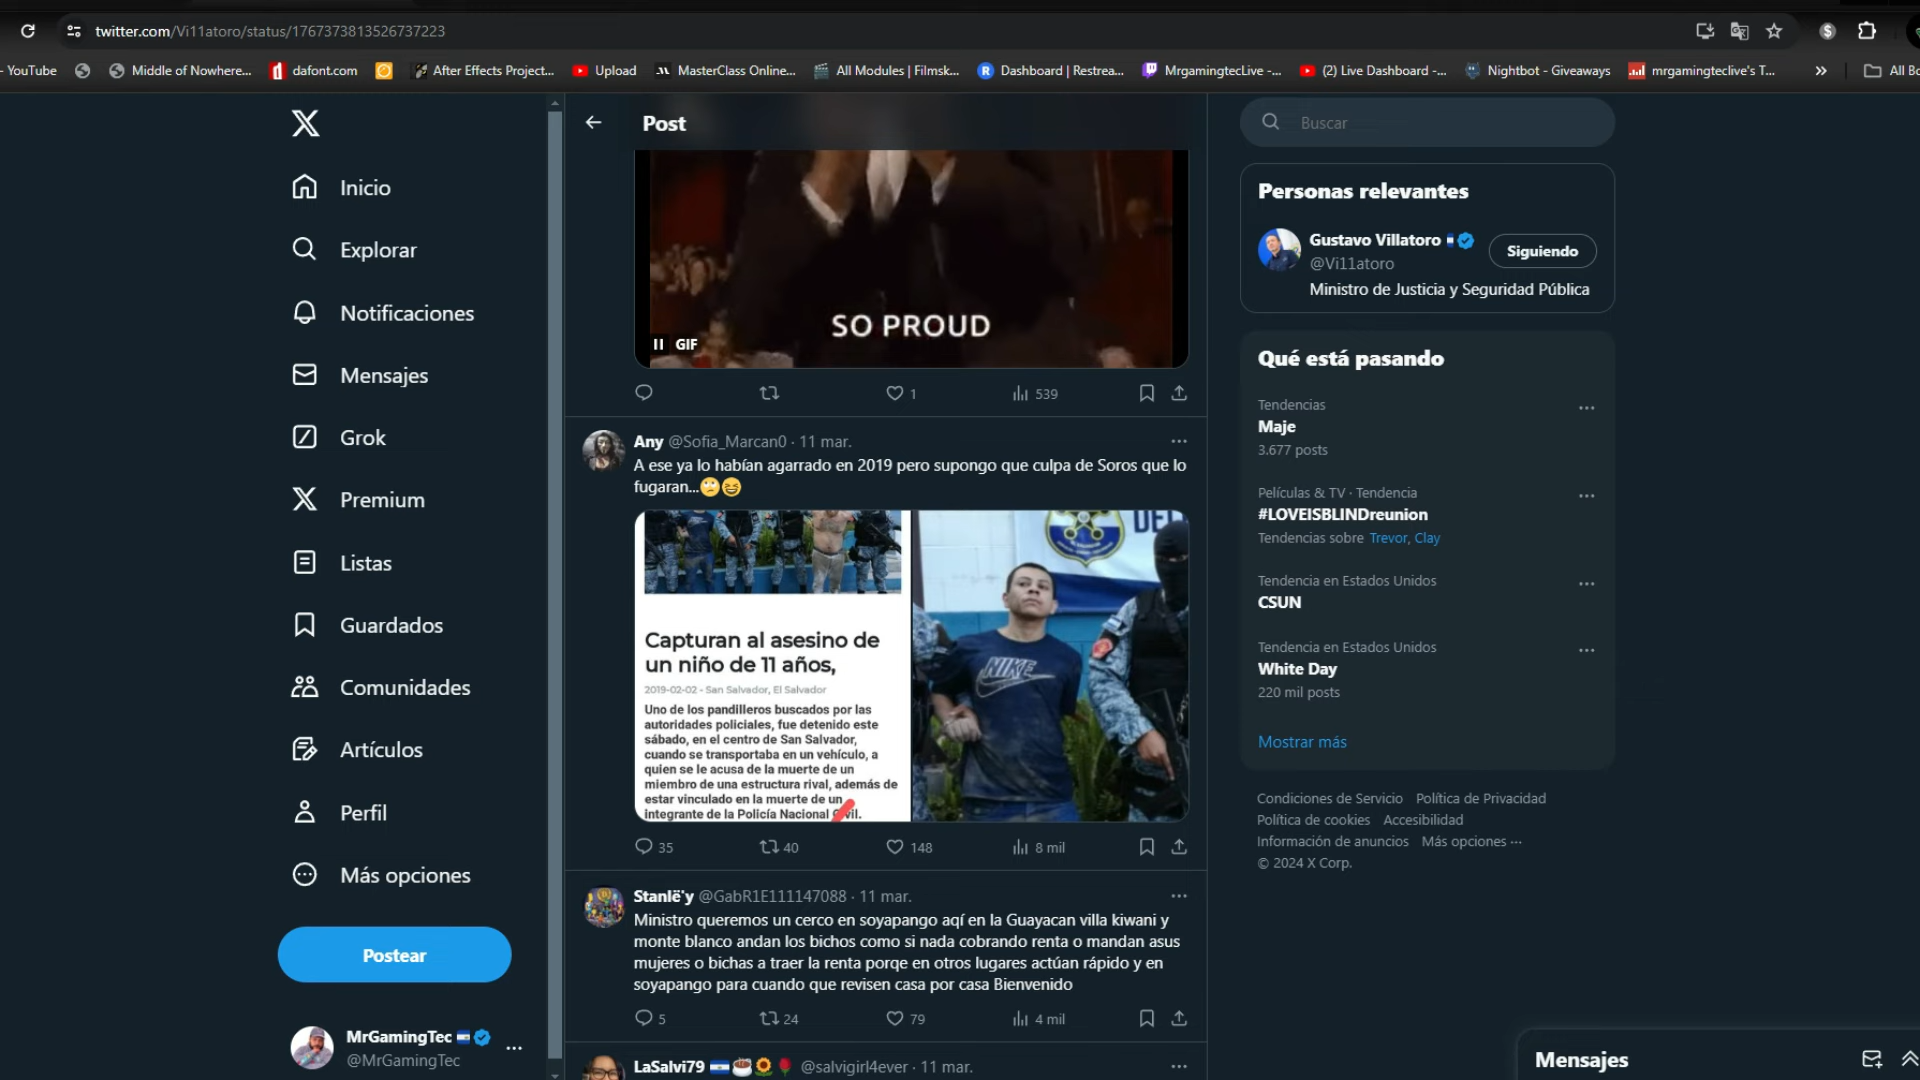 twitter.com/Vi11atoro/status/1767373813526737223
YouTube
Middle of Nowhere...
dafont.com
After Effects Project...
Upload
MasterClass Online...
All Modules | Filmsk...
Dashboard | Restrea...
MrgamingtecLive -...
(2) Live Dashboard -...
Nightbot - Giveaways
mrgamingteclive's T...
All Bo
Inicio
Explorar
Notificaciones
Mensajes
Grok
Premium
Listas
Guardados
Comunidades
Artículos
Perfil
Más opciones
Postear
MrGamingTec
@MrGamingTec
Post
SO PROUD
GIF
1
539
Any @Sofia_Marcan0 · 11 mar.
A ese ya lo habían agarrado en 2019 pero supongo que culpa de Soros que lo
fugaran...🙄😆
Capturan al asesino de
un niño de 11 años,
2019-02-02 - San Salvador, El Salvador
Uno de los pandilleros buscados por las
autoridades policiales, fue detenido este
sábado, en el centro de San Salvador,
cuando se transportaba en un vehículo, a
quien se le acusa de la muerte de un
miembro de una estructura rival, además de
estar vinculado en la muerte de un
integrante de la Policía Nacional Civil.
DEL
NIKE
35
40
148
8 mil
Stanlë'y @GabR1E111147088 · 11 mar.
Ministro queremos un cerco en soyapango aqí en la Guayacan villa kiwani y
monte blanco andan los bichos como si nada cobrando renta o mandan asus
mujeres o bichas a traer la renta porqe en otros lugares actúan rápido y en
soyapango para cuando que revisen casa por casa Bienvenido
5
24
79
4 mil
LaSalvi79 🇸🇻☕🌻🌹 @salvigirl4ever · 11 mar.
Buscar
Personas relevantes
Gustavo Villatoro
@Vi11atoro
Siguiendo
Ministro de Justicia y Seguridad Pública
Qué está pasando
Tendencias
Maje
3.677 posts
Películas & TV · Tendencia
#LOVEISBLINDreunion
Tendencias sobre Trevor, Clay
Tendencia en Estados Unidos
CSUN
Tendencia en Estados Unidos
White Day
220 mil posts
Mostrar más
Condiciones de Servicio Política de Privacidad
Política de cookies Accesibilidad
Información de anuncios Más opciones ···
© 2024 X Corp.
Mensajes